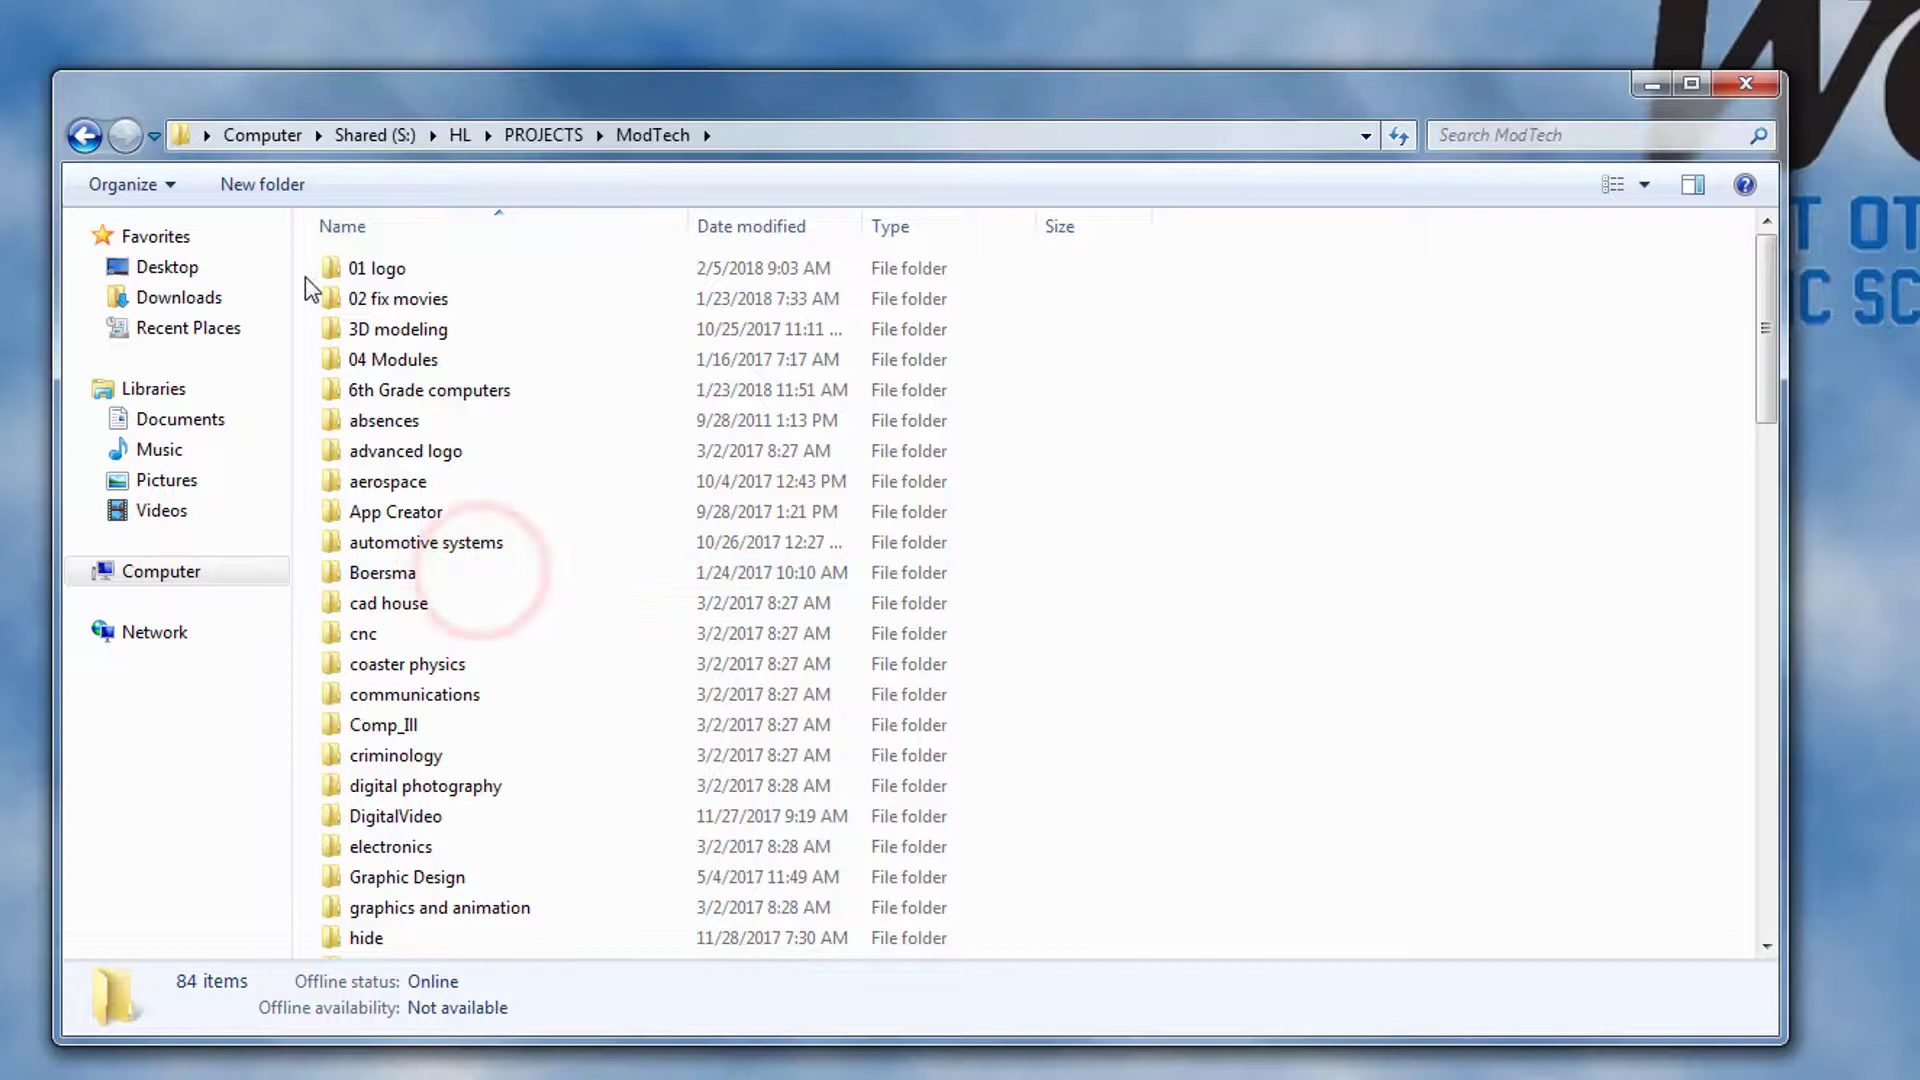 Computer Shared (S:) HL PROJECTS ModTech Search ModTech
Organize New folder
Name Date modified Type Size
Favorites
Desktop
Downloads
Recent Places
Libraries
Documents
Music
Pictures
Videos
Computer
Network
01 logo 2/5/2018 9:03 AM File folder
02 fix movies 1/23/2018 7:33 AM File folder
3D modeling 10/25/2017 11:11 ... File folder
04 Modules 1/16/2017 7:17 AM File folder
6th Grade computers 1/23/2018 11:51 AM File folder
absences 9/28/2011 1:13 PM File folder
advanced logo 3/2/2017 8:27 AM File folder
aerospace 10/4/2017 12:43 PM File folder
App Creator 9/28/2017 1:21 PM File folder
automotive systems 10/26/2017 12:27 ... File folder
Boersma 1/24/2017 10:10 AM File folder
cad house 3/2/2017 8:27 AM File folder
cnc 3/2/2017 8:27 AM File folder
coaster physics 3/2/2017 8:27 AM File folder
communications 3/2/2017 8:27 AM File folder
Comp_Ill 3/2/2017 8:27 AM File folder
criminology 3/2/2017 8:27 AM File folder
digital photography 3/2/2017 8:28 AM File folder
DigitalVideo 11/27/2017 9:19 AM File folder
electronics 3/2/2017 8:28 AM File folder
Graphic Design 5/4/2017 11:49 AM File folder
graphics and animation 3/2/2017 8:28 AM File folder
hide 11/28/2017 7:30 AM File folder
84 items Offline status: Online
Offline availability: Not available